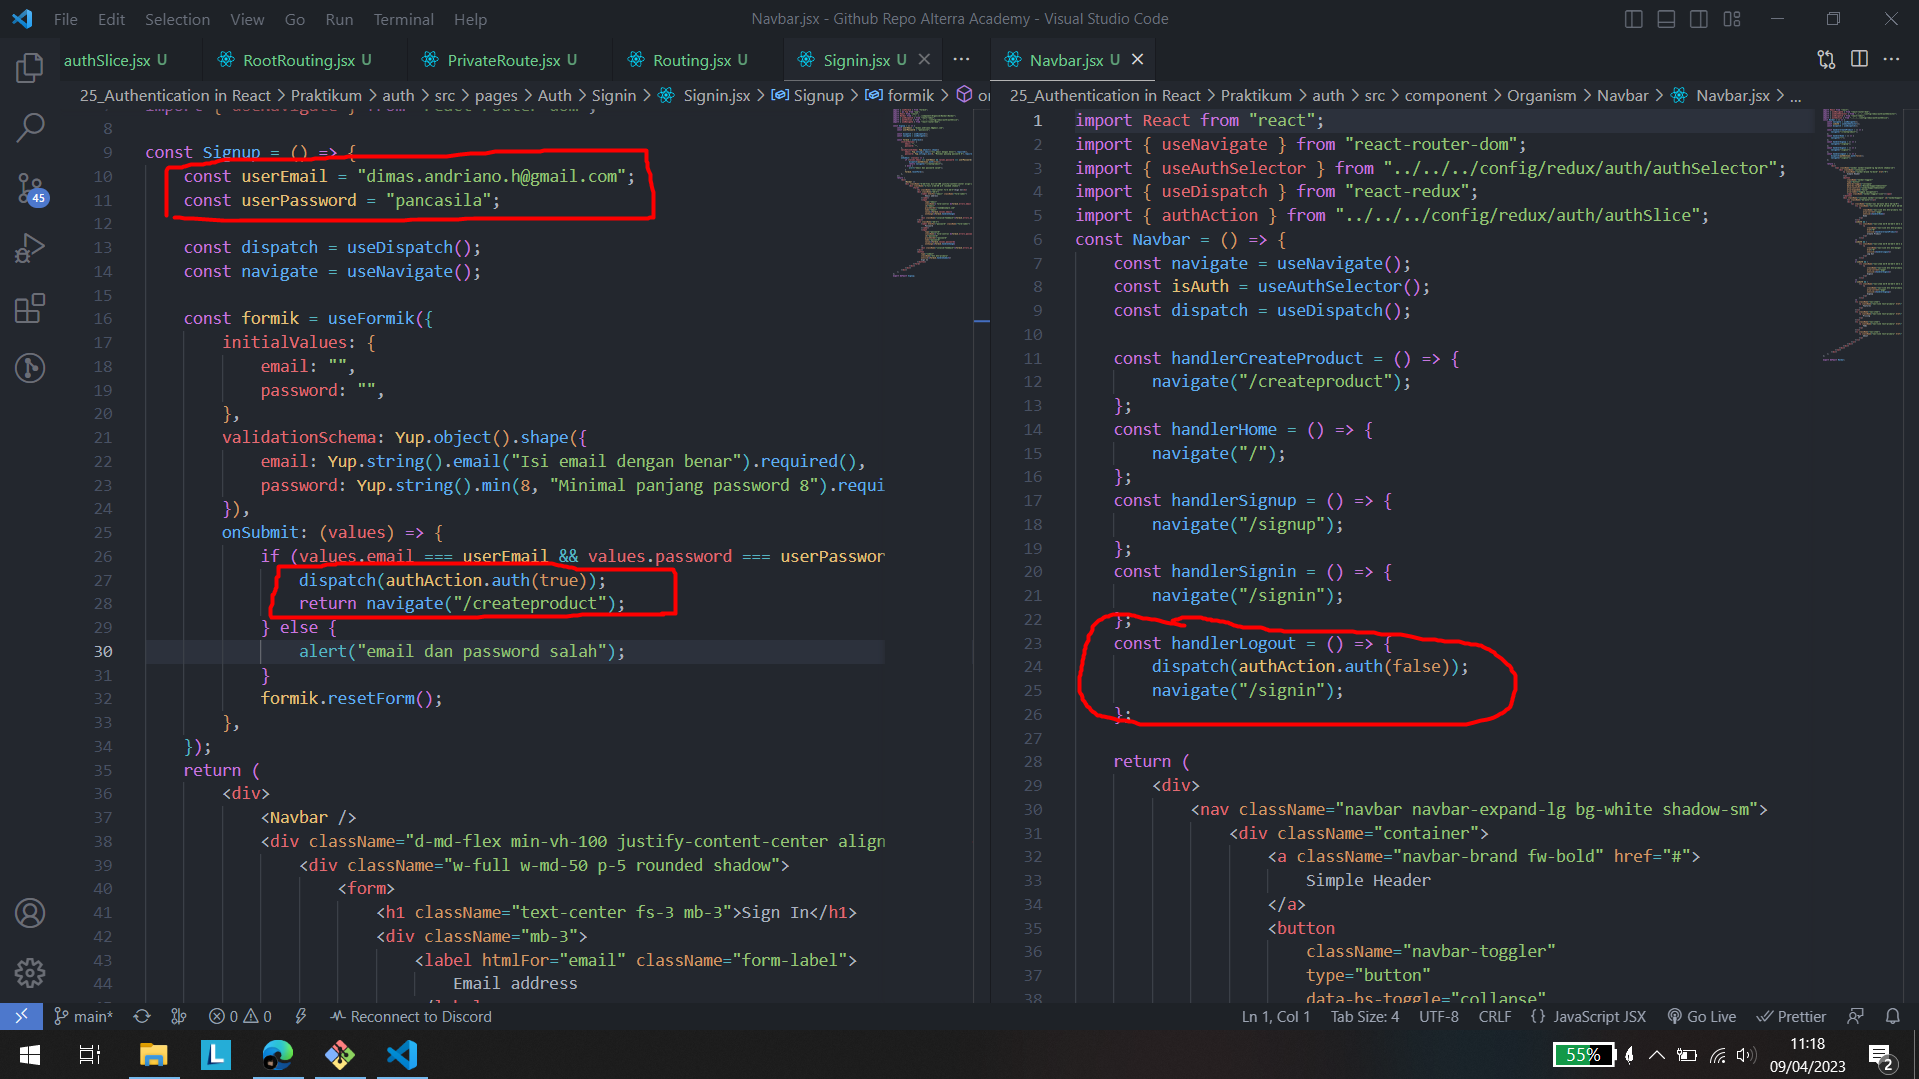 File Edit Selection View Go Run Terminal Help
Navbar.jsx - Github Repo Alterra Academy - Visual Studio Code
authSlice.jsx U RootRouting.jsx U PrivateRoute.jsx U Routing.jsx U Signin.jsx U
25_Authentication in React > Praktikum > auth > src > pages > Auth > Signin > Signin.jsx > Signup > formik >
8
9 const Signup = () => {
10 const userEmail = "dimas.andriano.h@gmail.com";
11 const userPassword = "pancasila";
12
13 const dispatch = useDispatch();
14 const navigate = useNavigate();
15
16 const formik = useFormik({
17 initialValues: {
18 email: "",
19 password: "",
20 },
21 validationSchema: Yup.object().shape({
22 email: Yup.string().email("Isi email dengan benar").required(),
23 password: Yup.string().min(8, "Minimal panjang password 8").requi
24 }),
25 onSubmit: (values) => {
26 if (values.email === userEmail && values.password === userPasswor
27 dispatch(authAction.auth(true));
28 return navigate("/createproduct");
29 } else {
30 alert("email dan password salah");
31 }
32 formik.resetForm();
33 },
34 });
35 return (
36 <div>
37 <Navbar />
38 <div className="d-md-flex min-vh-100 justify-content-center align
39 <div className="w-full w-md-50 p-5 rounded shadow">
40 <form>
41 <h1 className="text-center fs-3 mb-3">Sign In</h1>
42 <div className="mb-3">
43 <label htmlFor="email" className="form-label">
44 Email address
Navbar.jsx U
25_Authentication in React > Praktikum > auth > src > component > Organism > Navbar > Navbar.jsx > ...
1 import React from "react";
2 import { useNavigate } from "react-router-dom";
3 import { useAuthSelector } from "../../../config/redux/auth/authSelector";
4 import { useDispatch } from "react-redux";
5 import { authAction } from "../../../config/redux/auth/authSlice";
6 const Navbar = () => {
7 const navigate = useNavigate();
8 const isAuth = useAuthSelector();
9 const dispatch = useDispatch();
10
11 const handlerCreateProduct = () => {
12 navigate("/createproduct");
13 };
14 const handlerHome = () => {
15 navigate("/");
16 };
17 const handlerSignup = () => {
18 navigate("/signup");
19 };
20 const handlerSignin = () => {
21 navigate("/signin");
22 };
23 const handlerLogout = () => {
24 dispatch(authAction.auth(false));
25 navigate("/signin");
26 };
27
28 return (
29 <div>
30 <nav className="navbar navbar-expand-lg bg-white shadow-sm">
31 <div className="container">
32 <a className="navbar-brand fw-bold" href="#">
33 Simple Header
34 </a>
35 <button
36 className="navbar-toggler"
37 type="button"
38 data-bs-toggle="collapse"
45
main* 0 0 Reconnect to Discord
Ln 1, Col 1 Tab Size: 4 UTF-8 CRLF {} JavaScript JSX Go Live Prettier
L
55%
11:18
09/04/2023
2